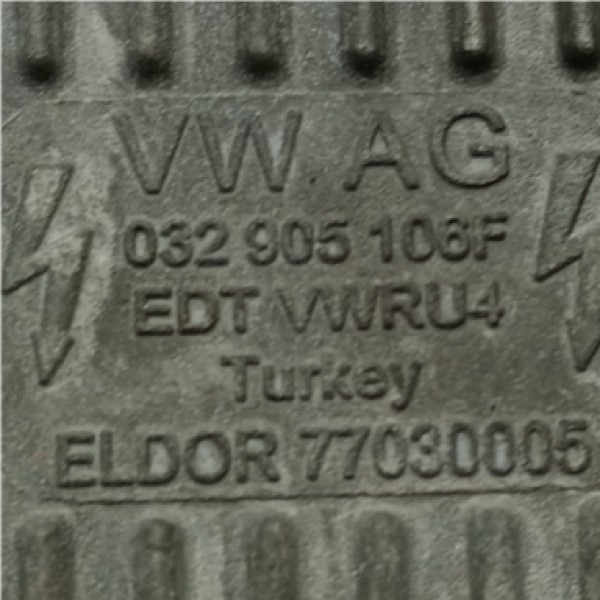 VW AG
032 905 106F
EDT VWRU4
Turkey
ELDOR 77030005